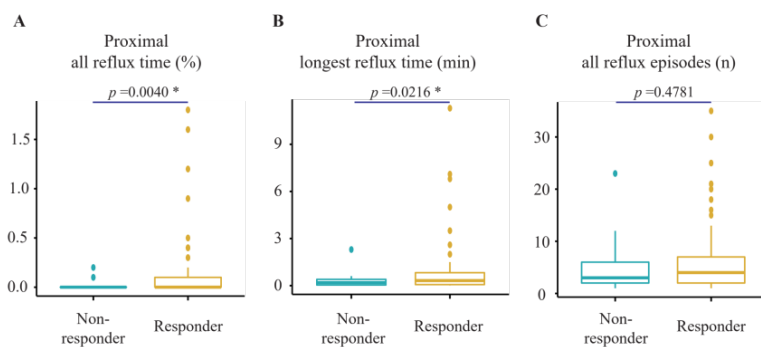 A
Proximal
all reflux time (%)
p =0.0040 *
1.5
1.0
0.5
0.0
Non-
responder
Responder
B
Proximal
longest reflux time (min)
p =0.0216 *
9
6
3
0
Non-
responder
Responder
C
Proximal
all reflux episodes (n)
p =0.4781
30
20
10
0
Non-
responder
Responder